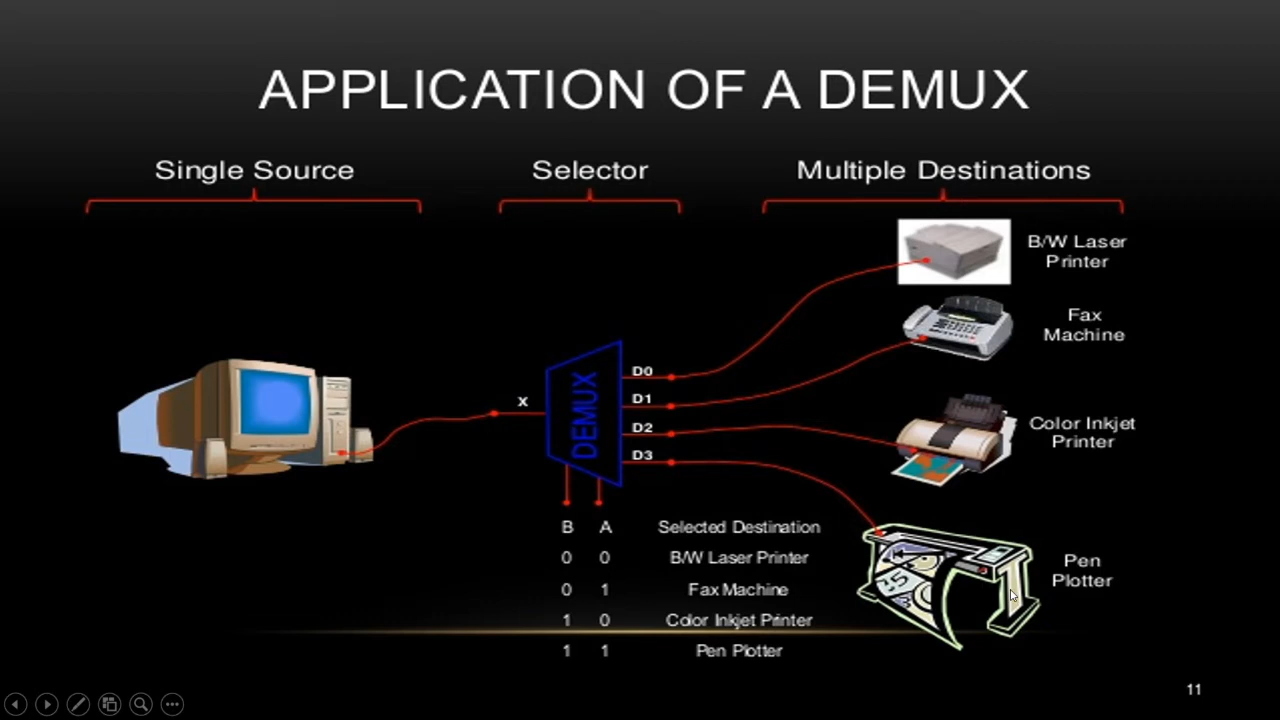 APPLICATION OF A DEMUX
Single Source
Selector
Multiple Destinations
B/W Laser
Printer
Fax
Machine
Color Inkjet
Printer
Pen
Plotter
x
DEMUX
D0
D1
D2
D3
B A Selected Destination
0 0 B/W Laser Printer
0 1 Fax Machine
1 0 Color Inkjet Printer
1 1 Pen Plotter
11